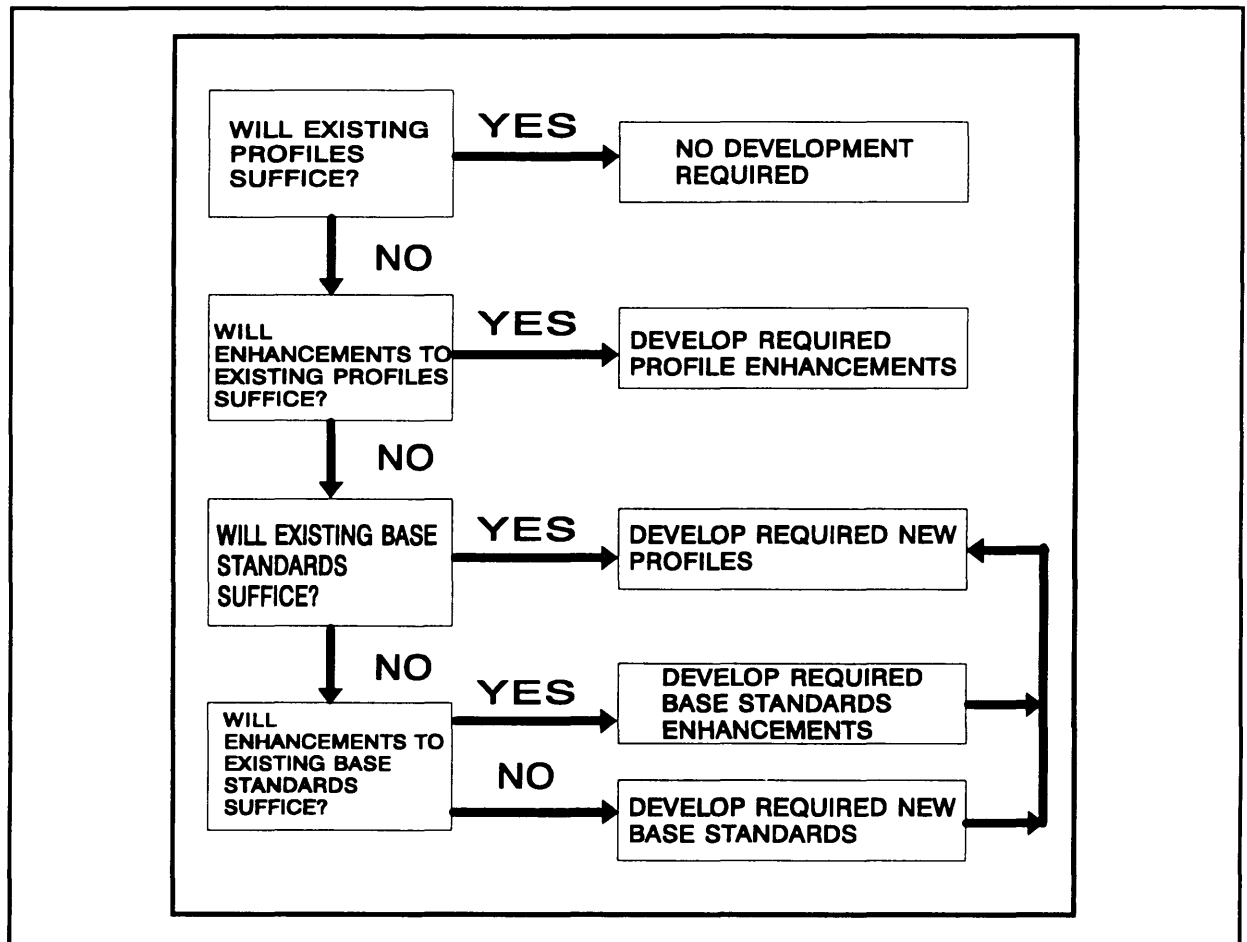 WILL EXISTING
PROFILES
SUFFICE?
YES
NO DEVELOPMENT
REQUIRED
NO
WILL
ENHANCEMENTS TO
EXISTING PROFILES
SUFFICE?
YES
DEVELOP REQUIRED
PROFILE ENHANCEMENTS
NO
WILL EXISTING BASE
STANDARDS
SUFFICE?
YES
DEVELOP REQUIRED NEW
PROFILES
NO
WILL
ENHANCEMENTS TO
EXISTING BASE
STANDARDS
SUFFICE?
YES
DEVELOP REQUIRED
BASE STANDARDS
ENHANCEMENTS
NO
DEVELOP REQUIRED NEW
BASE STANDARDS